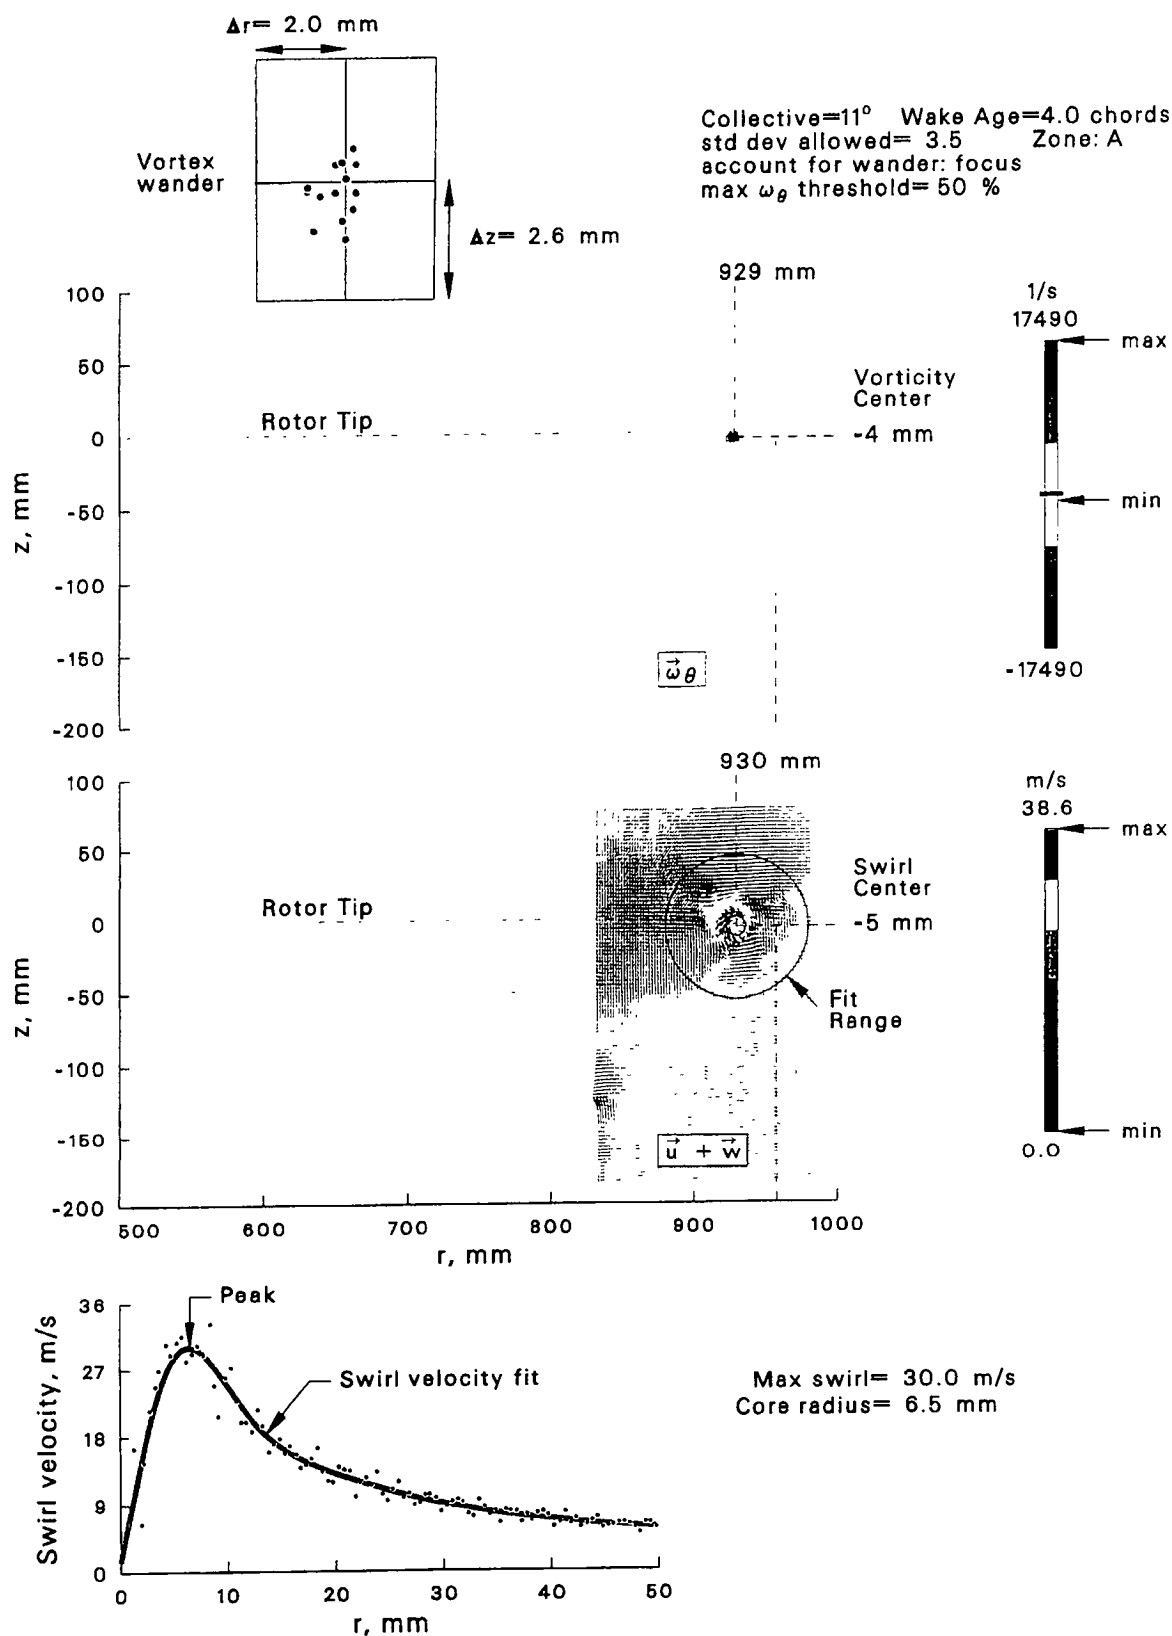 Δr= 2.0 mm
Vortex
wander
Δz= 2.6 mm
Collective=11° Wake Age=4.0 chords
std dev allowed= 3.5 Zone: A
account for wander: focus
max ωθ threshold= 50 %
929 mm
100
50
0
-50
-100
-150
-200
z, mm
Rotor Tip
Vorticity
Center
-4 mm
ω⃗θ
1/s
17490
max
min
-17490
930 mm
100
50
0
-50
-100
-150
-200
z, mm
Rotor Tip
Swirl
Center
-5 mm
Fit
Range
u⃗ + w⃗
m/s
38.6
max
min
0.0
500 600 700 800 900 1000
r, mm
36
27
18
9
0
Swirl velocity, m/s
Peak
Swirl velocity fit
Max swirl= 30.0 m/s
Core radius= 6.5 mm
0 10 20 30 40 50
r, mm